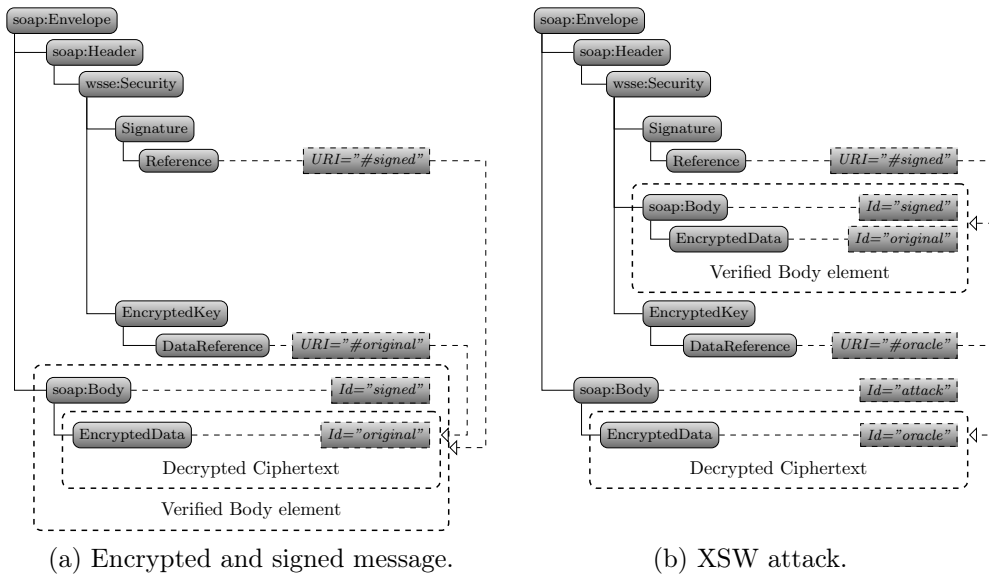 soap:Envelope
soap:Header
wsse:Security
Signature
Reference
URI="#signed"
EncryptedKey
DataReference
URI="#original"
soap:Body
Id="signed"
EncryptedData
Id="original"
Decrypted Ciphertext
Verified Body element
(a) Encrypted and signed message.
soap:Envelope
soap:Header
wsse:Security
Signature
Reference
URI="#signed"
soap:Body
Id="signed"
EncryptedData
Id="original"
Verified Body element
EncryptedKey
DataReference
URI="#oracle"
soap:Body
Id="attack"
EncryptedData
Id="oracle"
Decrypted Ciphertext
(b) XSW attack.